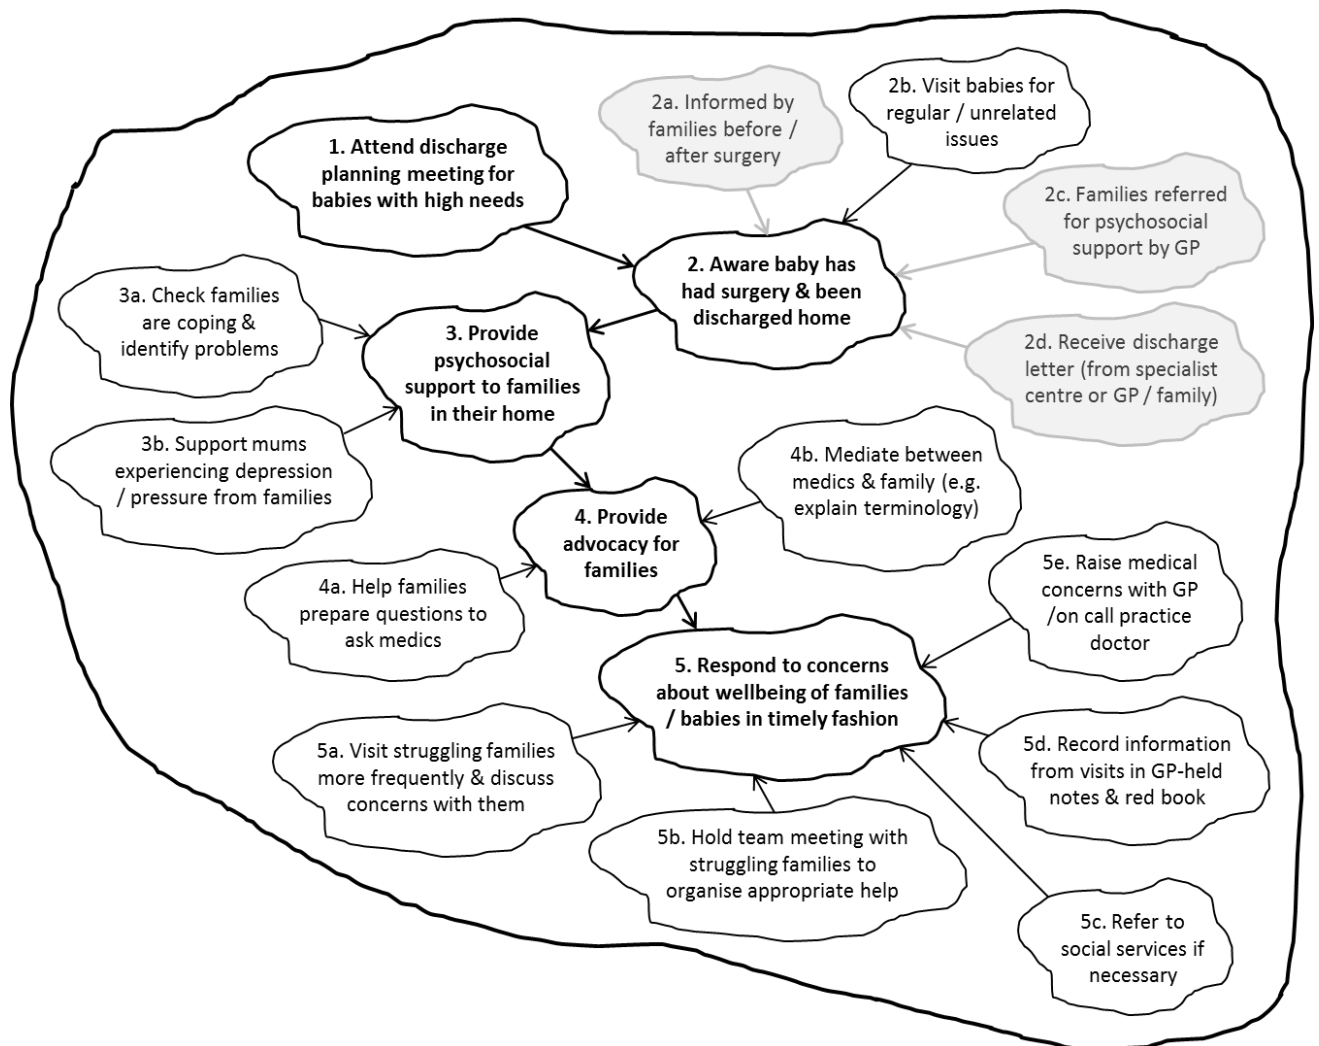 1. Attend discharge
planning meeting for
babies with high needs
2a. Informed by
families before /
after surgery
2b. Visit babies for
regular / unrelated
issues
2c. Families referred
for psychosocial
support by GP
2. Aware baby has
had surgery & been
discharged home
2d. Receive discharge
letter (from specialist
centre or GP / family)
3a. Check families
are coping &
identify problems
3. Provide
psychosocial
support to families
in their home
3b. Support mums
experiencing depression
/ pressure from families
4b. Mediate between
medics & family (e.g.
explain terminology)
4. Provide
advocacy for
families
4a. Help families
prepare questions to
ask medics
5e. Raise medical
concerns with GP
/on call practice
doctor
5. Respond to concerns
about wellbeing of families
/ babies in timely fashion
5a. Visit struggling families
more frequently & discuss
concerns with them
5d. Record information
from visits in GP-held
notes & red book
5b. Hold team meeting with
struggling families to
organise appropriate help
5c. Refer to
social services if
necessary